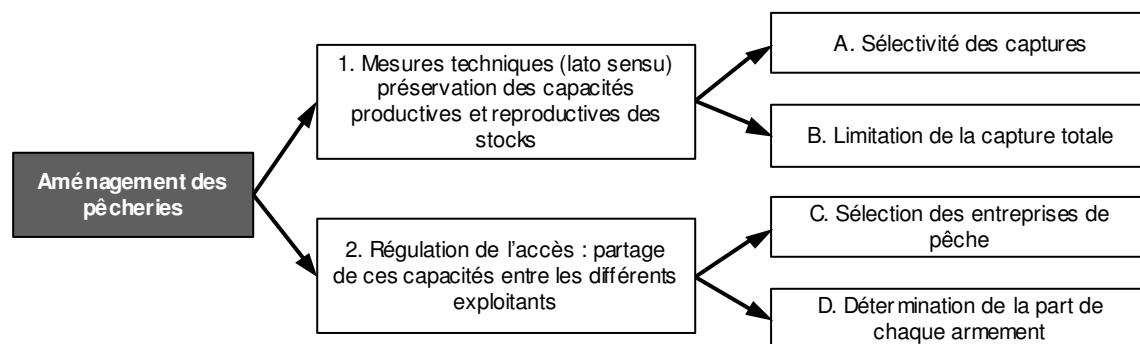 Aménagement des
pêcheries
1. Mesures techniques (lato sensu)
préservation des capacités
productives et reproductives des
stocks
2. Régulation de l'accès : partage
de ces capacités entre les différents
exploitants
A. Sélectivité des captures
B. Limitation de la capture totale
C. Sélection des entreprises de
pêche
D. Détermination de la part de
chaque armement